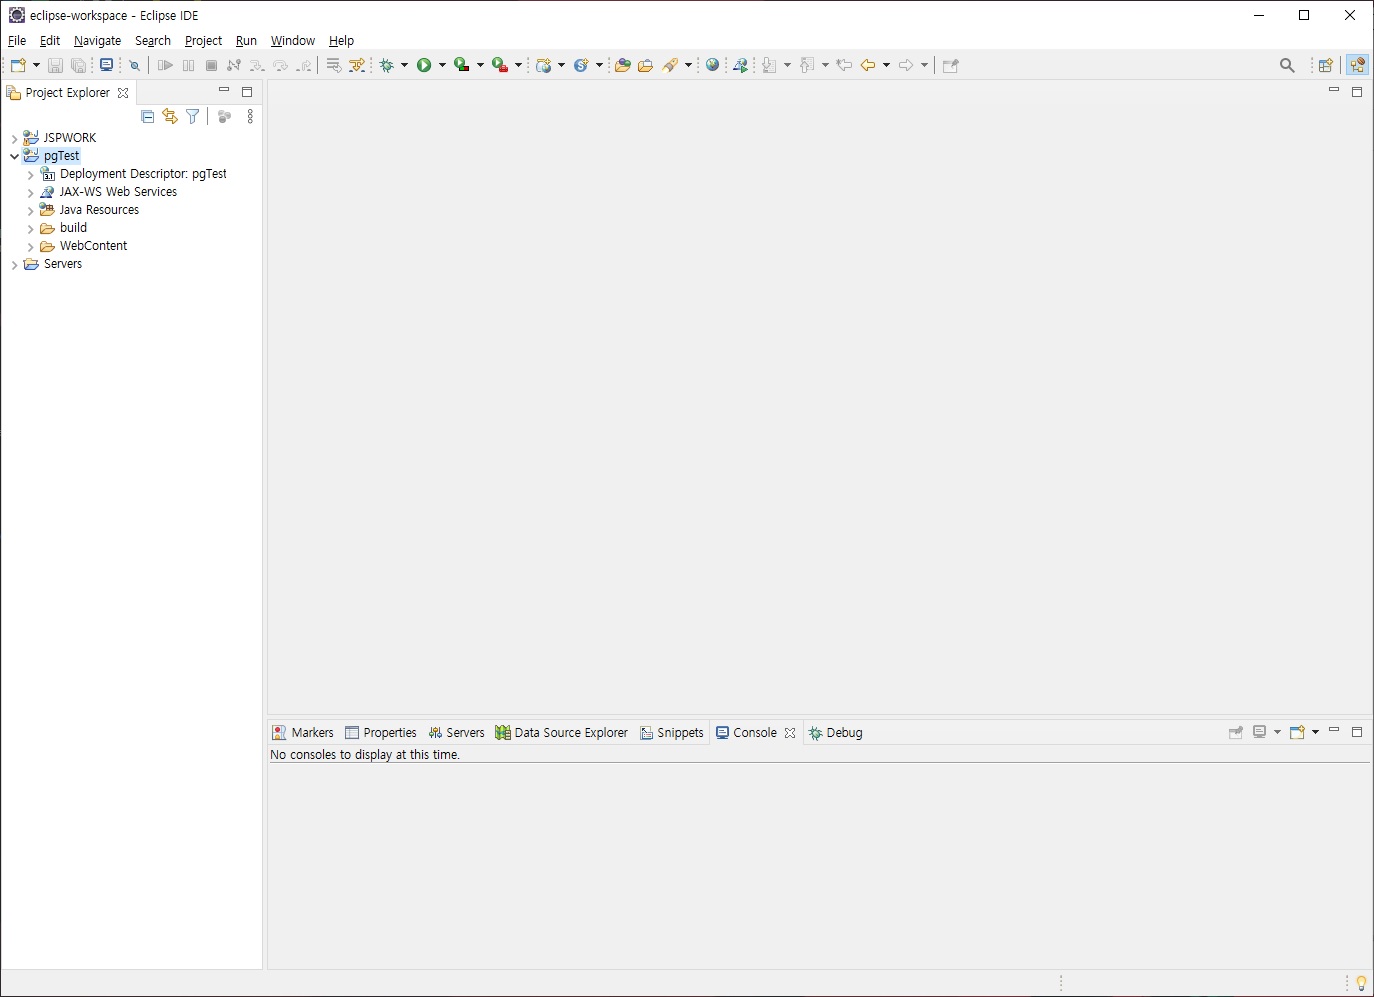 eclipse-workspace - Eclipse IDE
File Edit Navigate Search Project Run Window Help
Project Explorer
JSPWORK
pgTest
3.1 Deployment Descriptor: pgTest
JAX-WS Web Services
Java Resources
build
WebContent
Servers
Markers Properties Servers Data Source Explorer Snippets Console Debug
No consoles to display at this time.